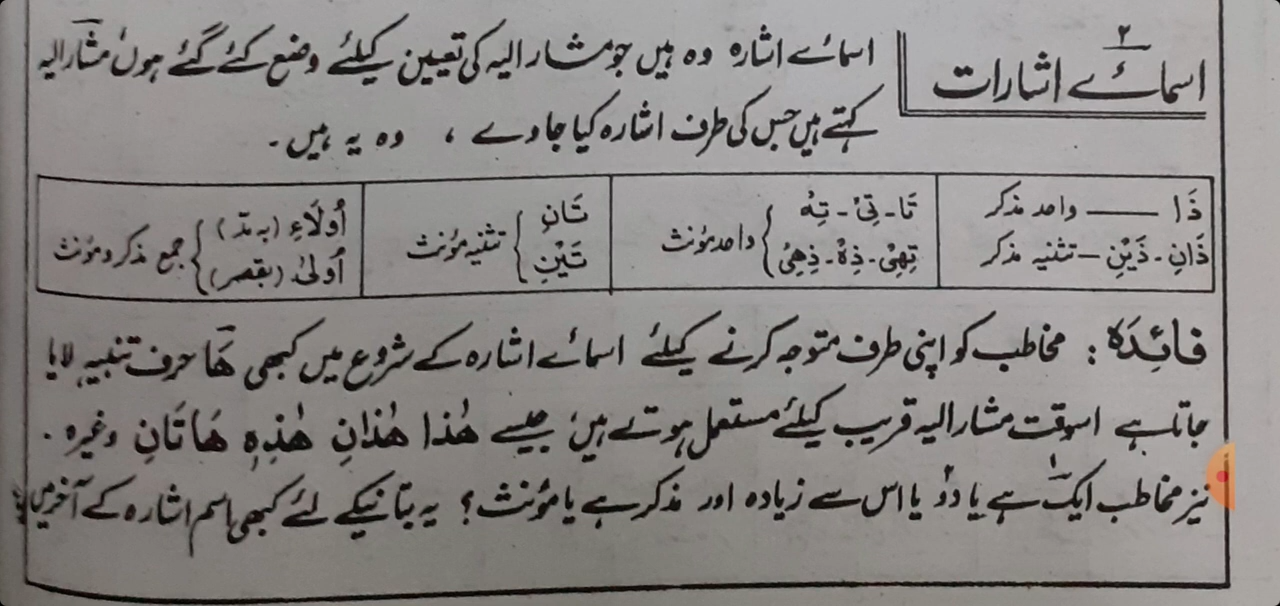 ۲
اسمائے اشارات
اسمائے اشارہ وہ ہیں جو مشار الیہ کی تعیین کیلئے وضع کئے گئے ہوں مشار الیہ
کہتے ہیں جس کی طرف اشارہ کیا جاوے ، وہ یہ ہیں۔
ذَا —— واحد مذکر
ذَانِ۔ ذَیْنِ — تثنیہ مذکر
تَا۔ تِیْ۔ تِہْ
تِھِیْ۔ ذِہْ۔ ذِھِیْ } واحد مؤنث
تَانِ
تَیْنِ } تثنیہ مؤنث
أُولَاءِ (بہ مد)
أُولیٰ (بقصر) } جمع مذکر و مؤنث
فائدہ : مخاطب کو اپنی طرف متوجہ کرنے کیلئے اسمائے اشارہ کے شروع میں کبھی ھَا حرف تنبیہ لایا
جاتا ہے اسوقت مشار الیہ قریب کیلئے مستعمل ہوتے ہیں جیسے ھٰذا ھٰذانِ ھٰذِہٖ ھَاتَانِ وغیرہ ۔
نیز مخاطب ایک ہے یا دو یا اس سے زیادہ اور مذکر ہے یا مؤنث ؟ یہ بتانیکے لئے کبھی اسم اشارہ کے آخر میں